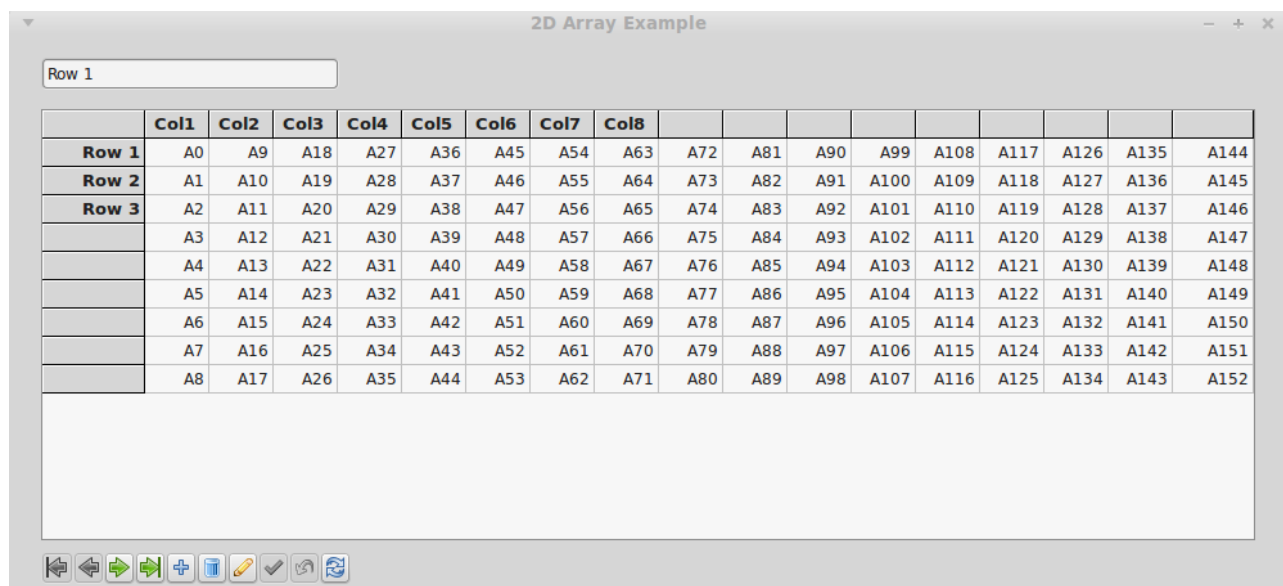 2D Array Example
Row 1
Col1 Col2 Col3 Col4 Col5 Col6 Col7 Col8
Row 1 A0 A9 A18 A27 A36 A45 A54 A63 A72 A81 A90 A99 A108 A117 A126 A135 A144
Row 2 A1 A10 A19 A28 A37 A46 A55 A64 A73 A82 A91 A100 A109 A118 A127 A136 A145
Row 3 A2 A11 A20 A29 A38 A47 A56 A65 A74 A83 A92 A101 A110 A119 A128 A137 A146
A3 A12 A21 A30 A39 A48 A57 A66 A75 A84 A93 A102 A111 A120 A129 A138 A147
A4 A13 A22 A31 A40 A49 A58 A67 A76 A85 A94 A103 A112 A121 A130 A139 A148
A5 A14 A23 A32 A41 A50 A59 A68 A77 A86 A95 A104 A113 A122 A131 A140 A149
A6 A15 A24 A33 A42 A51 A60 A69 A78 A87 A96 A105 A114 A123 A132 A141 A150
A7 A16 A25 A34 A43 A52 A61 A70 A79 A88 A97 A106 A115 A124 A133 A142 A151
A8 A17 A26 A35 A44 A53 A62 A71 A80 A89 A98 A107 A116 A125 A134 A143 A152